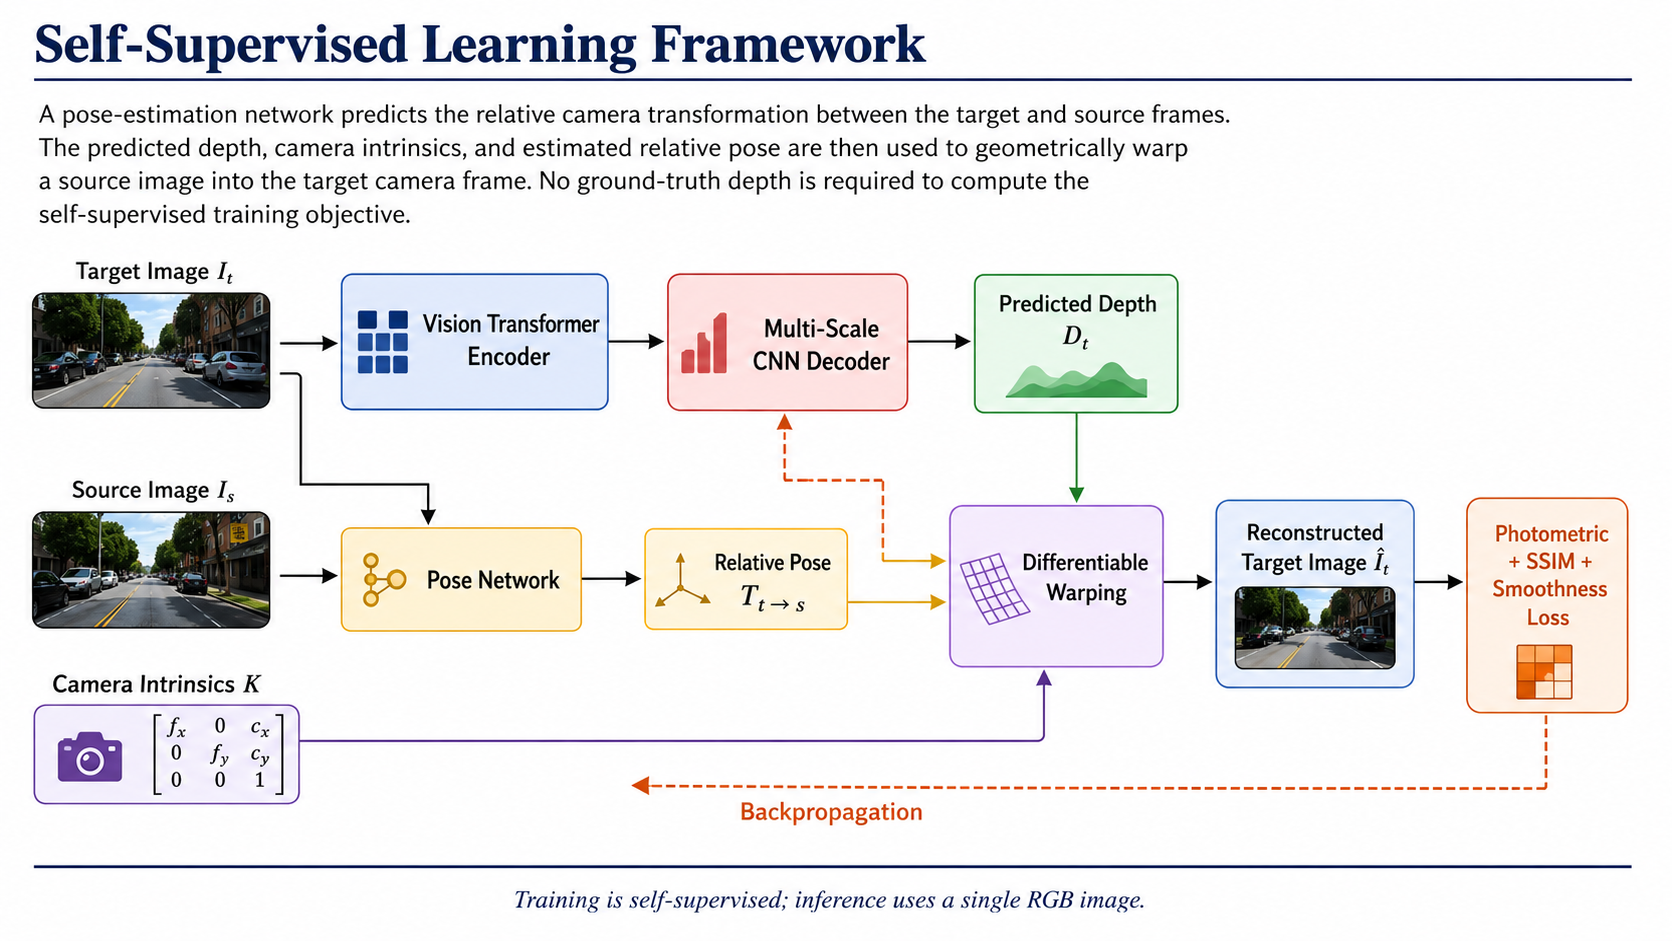 Self-Supervised Learning Framework
A pose-estimation network predicts the relative camera transformation between the target and source frames.
The predicted depth, camera intrinsics, and estimated relative pose are then used to geometrically warp
a source image into the target camera frame. No ground-truth depth is required to compute the
self-supervised training objective.
Target Image I_t
Vision Transformer
Encoder
Multi-Scale
CNN Decoder
Predicted Depth
D_t
Source Image I_s
Pose Network
Relative Pose
T_{t → s}
Differentiable
Warping
Reconstructed
Target Image Î_t
Photometric
+ SSIM +
Smoothness
Loss
Camera Intrinsics K
f_x 0 c_x
0 f_y c_y
0 0 1
Backpropagation
Training is self-supervised; inference uses a single RGB image.